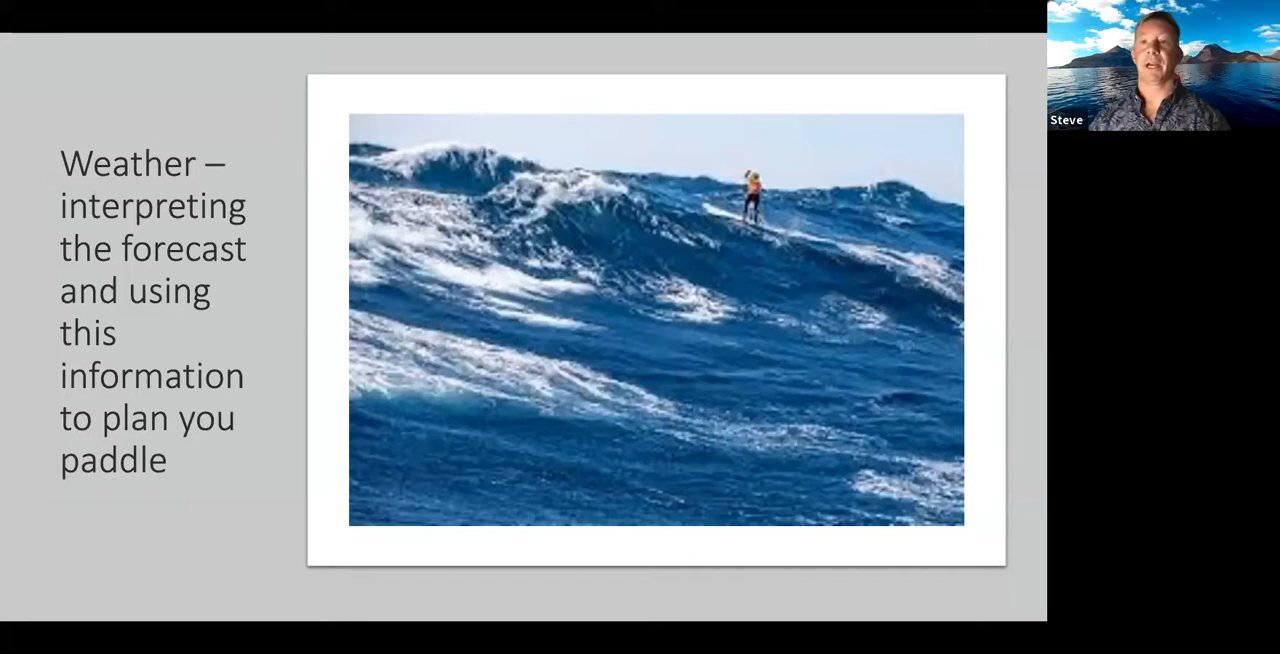 Weather –
interpreting
the forecast
and using
this
information
to plan you
paddle
Steve